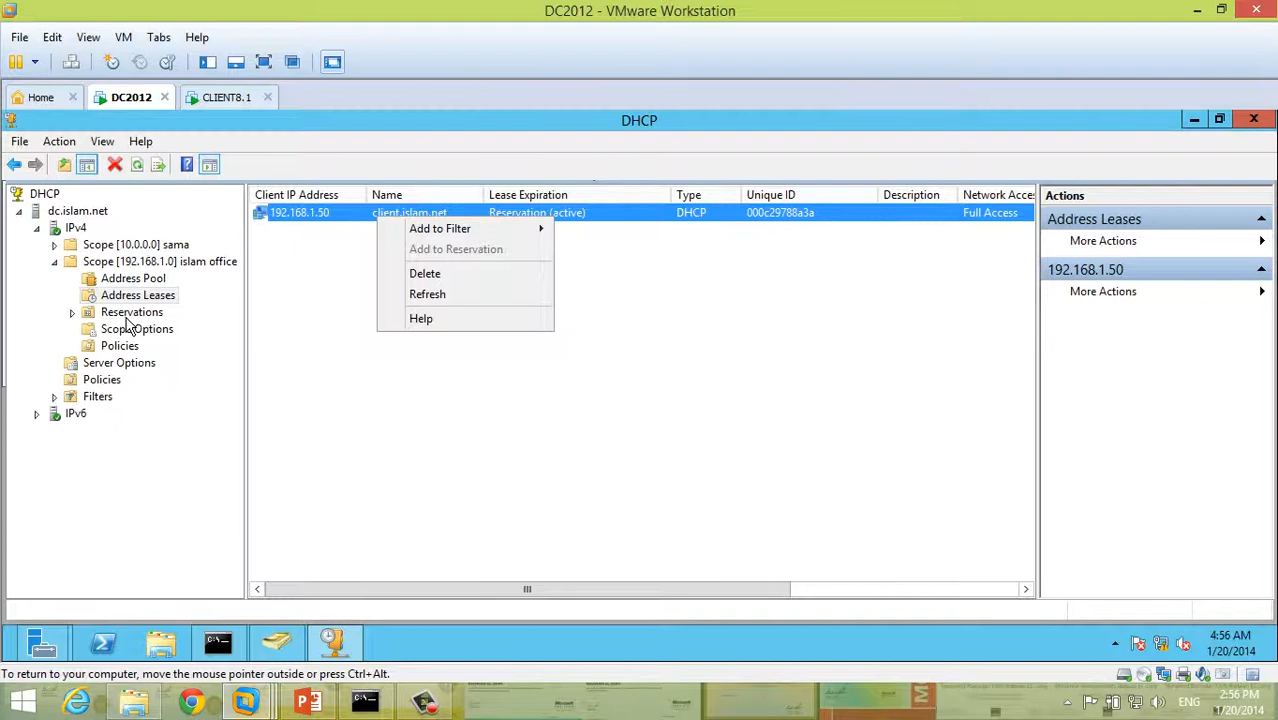 DC2012 - VMware Workstation
File Edit View VM Tabs Help
Home DC2012 CLIENT8.1
DHCP
File Action View Help
DHCP
dc.islam.net
IPv4
Scope [10.0.0.0] sama
Scope [192.168.1.0] islam office
Address Pool
Address Leases
Reservations
Scope Options
Policies
Server Options
Policies
Filters
IPv6
Client IP Address Name Lease Expiration Type Unique ID Description Network Acces
192.168.1.50 client.islam.net Reservation (active) DHCP 000c29788a3a Full Access
Add to Filter
Add to Reservation
Delete
Refresh
Help
Actions
Address Leases
More Actions
192.168.1.50
More Actions
4:56 AM
1/20/2014
To return to your computer, move the mouse pointer outside or press Ctrl+Alt.
ENG
2:56 PM
1/20/2014